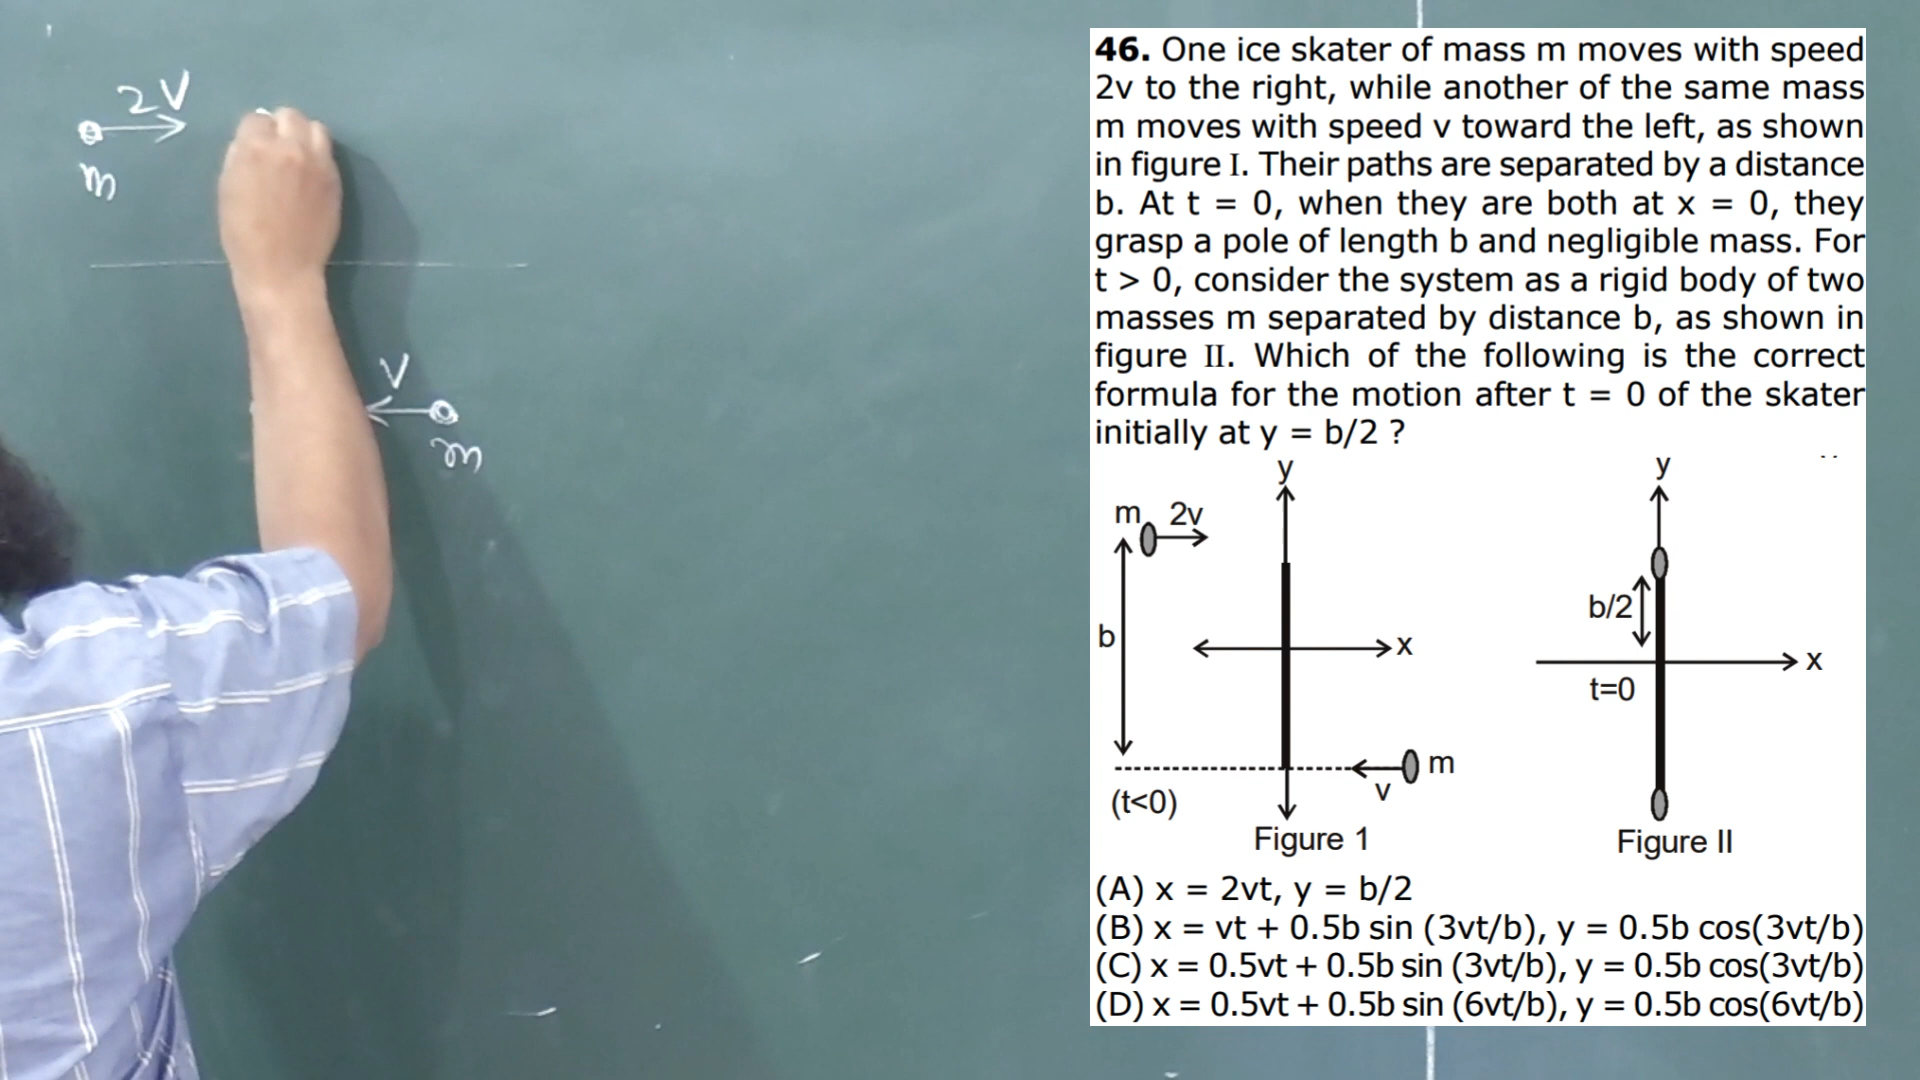 2V
m
V
m
46. One ice skater of mass m moves with speed
2v to the right, while another of the same mass
m moves with speed v toward the left, as shown
in figure I. Their paths are separated by a distance
b. At t = 0, when they are both at x = 0, they
grasp a pole of length b and negligible mass. For
t > 0, consider the system as a rigid body of two
masses m separated by distance b, as shown in
figure II. Which of the following is the correct
formula for the motion after t = 0 of the skater
initially at y = b/2 ?
y
m 2v
b
x
m
v
(t<0)
Figure 1
y
b/2
x
t=0
Figure II
(A) x = 2vt, y = b/2
(B) x = vt + 0.5b sin (3vt/b), y = 0.5b cos(3vt/b)
(C) x = 0.5vt + 0.5b sin (3vt/b), y = 0.5b cos(3vt/b)
(D) x = 0.5vt + 0.5b sin (6vt/b), y = 0.5b cos(6vt/b)